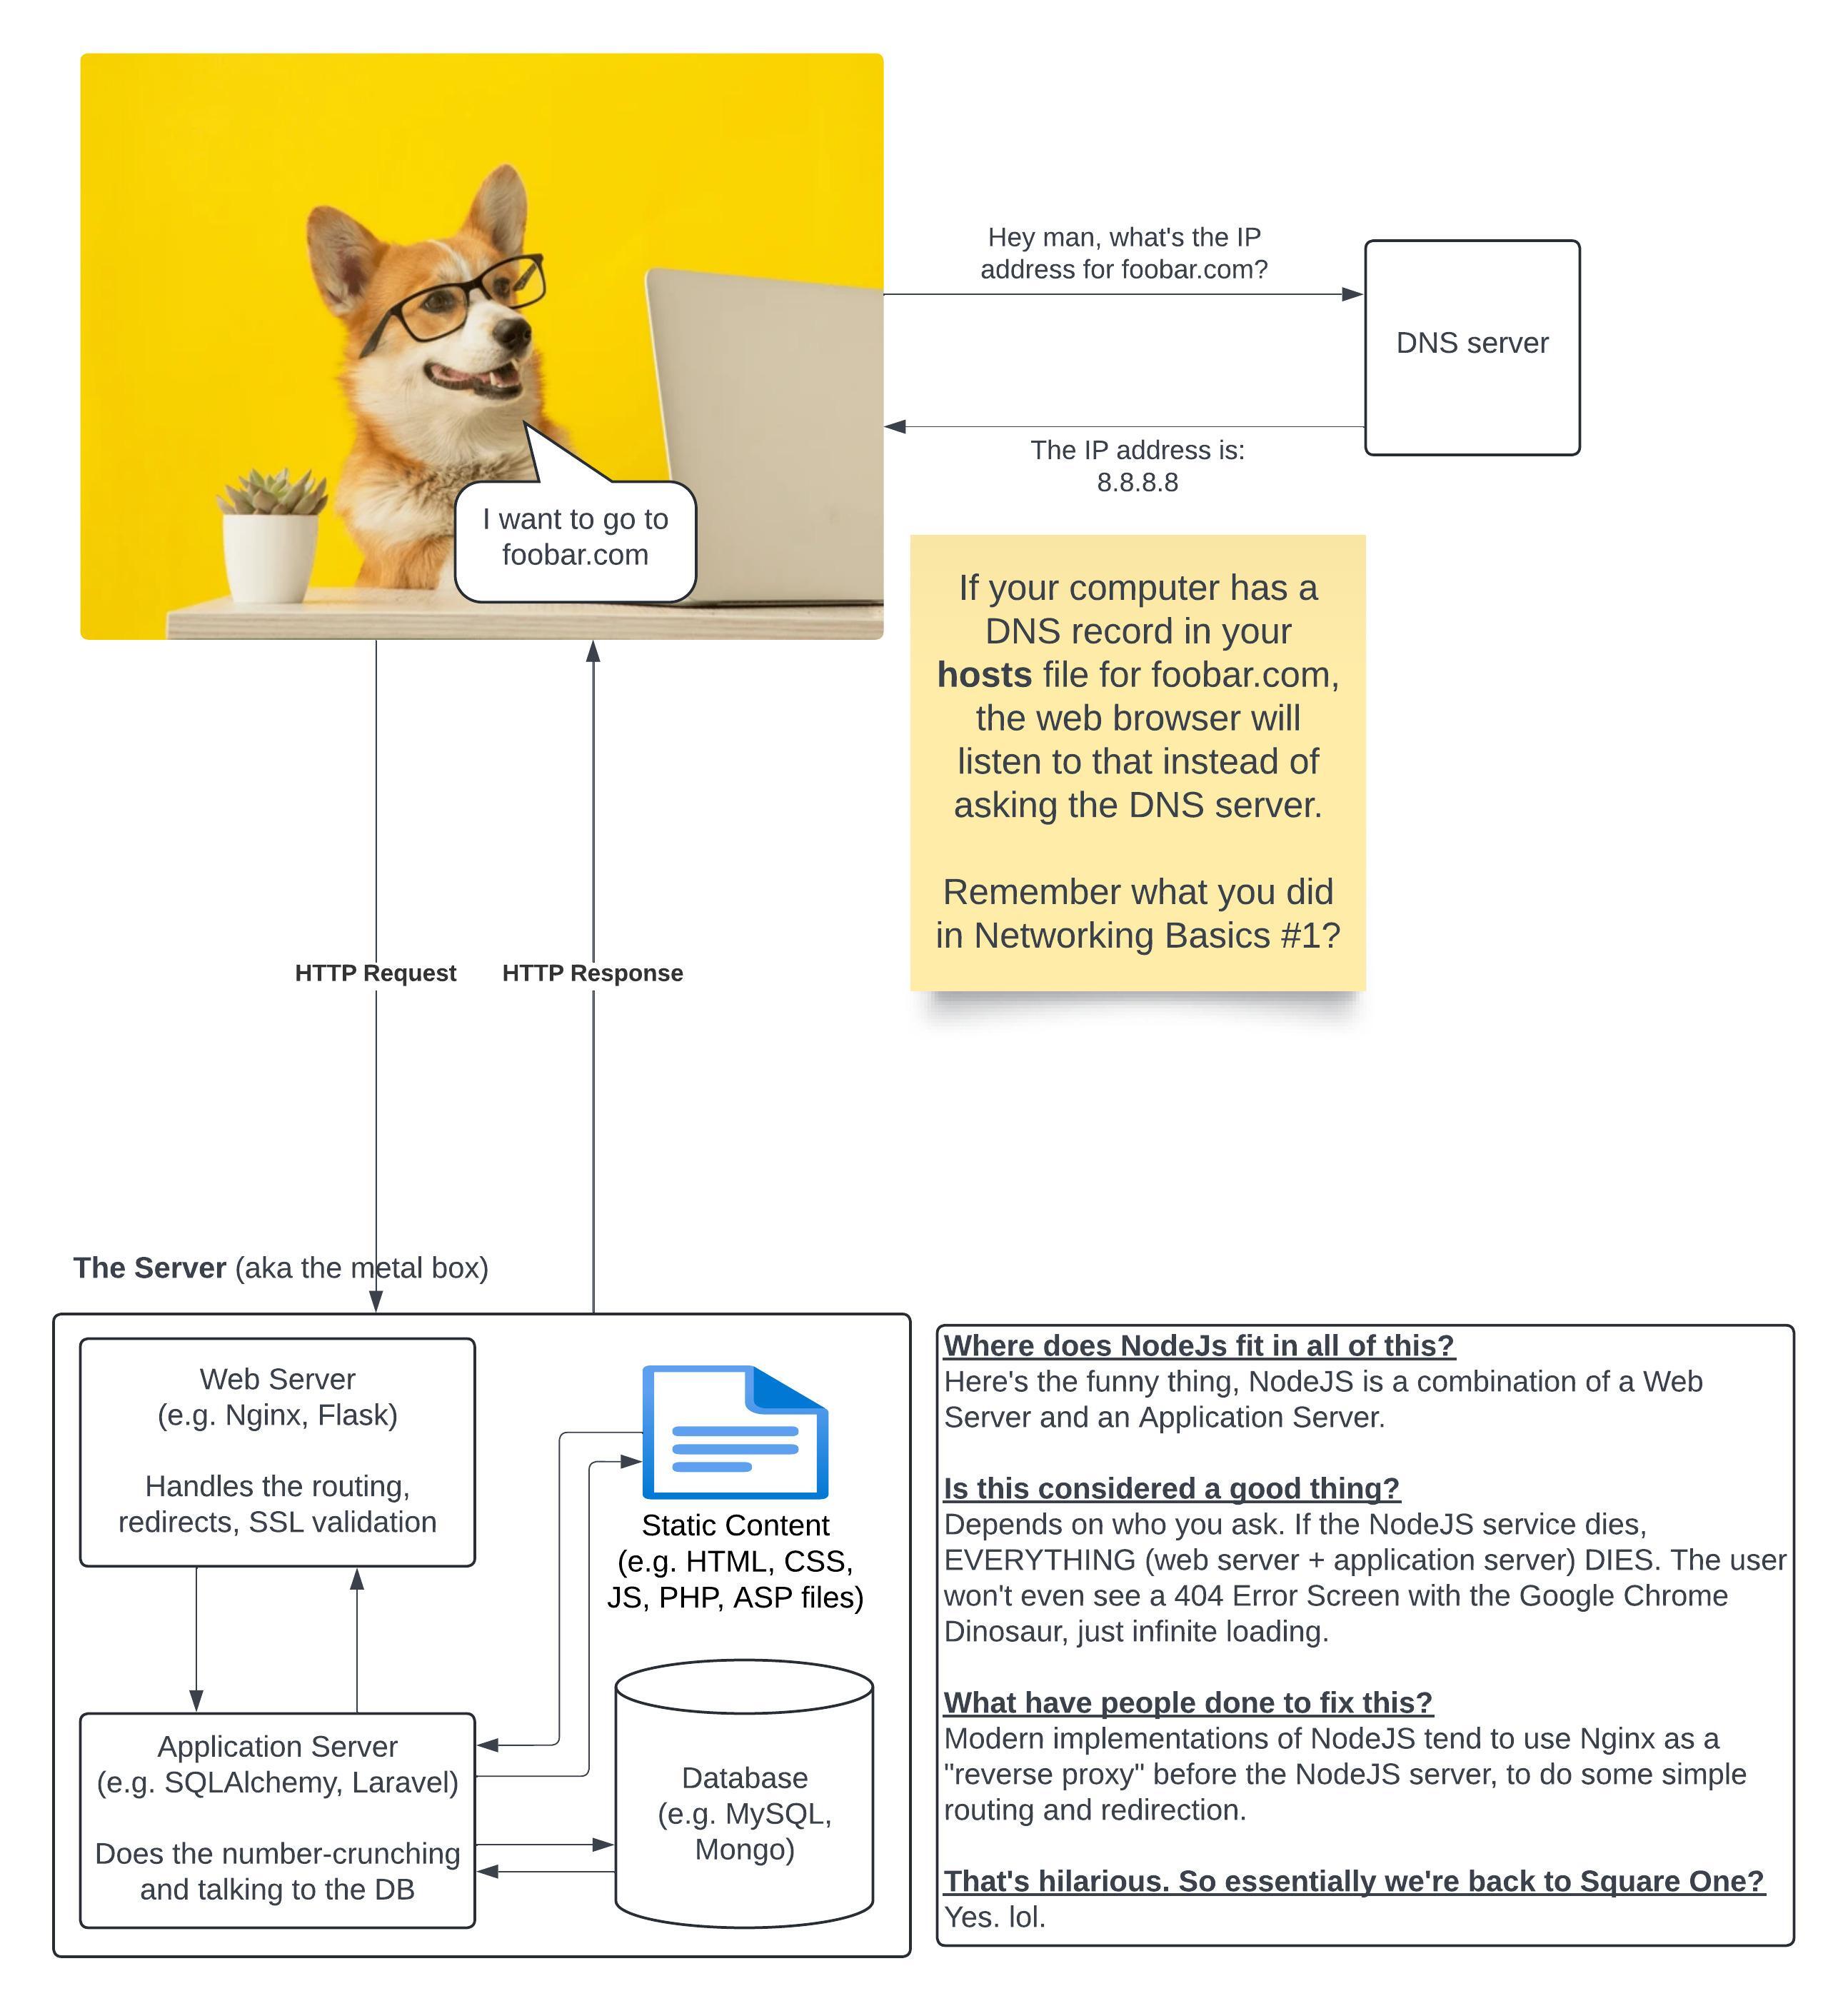 Hey man, what's the IP
address for foobar.com?
DNS server
The IP address is:
8.8.8.8
I want to go to
foobar.com
If your computer has a
DNS record in your
hosts file for foobar.com,
the web browser will
listen to that instead of
asking the DNS server.
Remember what you did
in Networking Basics #1?
HTTP Request
HTTP Response
The Server (aka the metal box)
Web Server
(e.g. Nginx, Flask)
Handles the routing,
redirects, SSL validation
Static Content
(e.g. HTML, CSS,
JS, PHP, ASP files)
Application Server
(e.g. SQLAlchemy, Laravel)
Does the number-crunching
and talking to the DB
Database
(e.g. MySQL,
Mongo)
Where does NodeJs fit in all of this?
Here's the funny thing, NodeJS is a combination of a Web
Server and an Application Server.
Is this considered a good thing?
Depends on who you ask. If the NodeJS service dies,
EVERYTHING (web server + application server) DIES. The user
won't even see a 404 Error Screen with the Google Chrome
Dinosaur, just infinite loading.
What have people done to fix this?
Modern implementations of NodeJS tend to use Nginx as a
"reverse proxy" before the NodeJS server, to do some simple
routing and redirection.
That's hilarious. So essentially we're back to Square One?
Yes. lol.